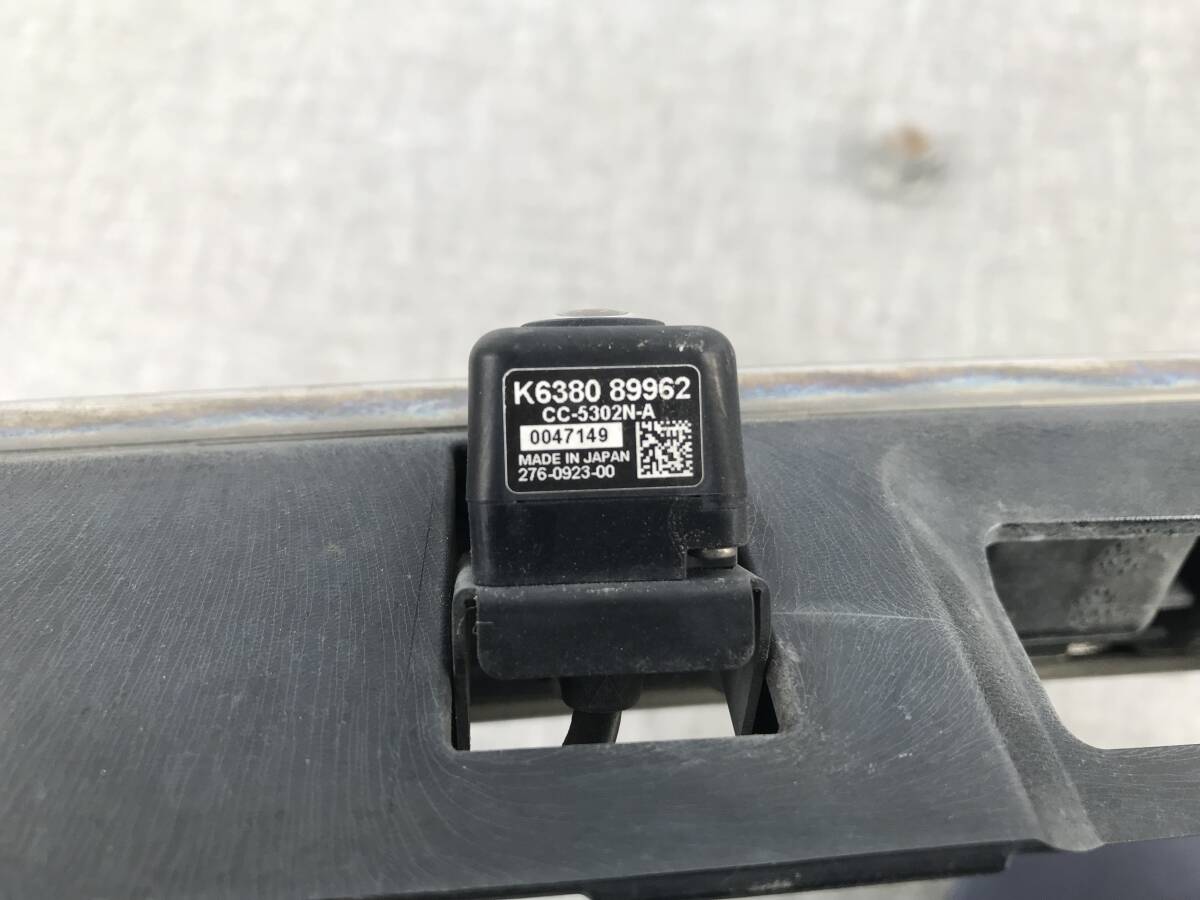 K6380 89962
CC-5302N-A
0047149
MADE IN JAPAN
276-0923-00